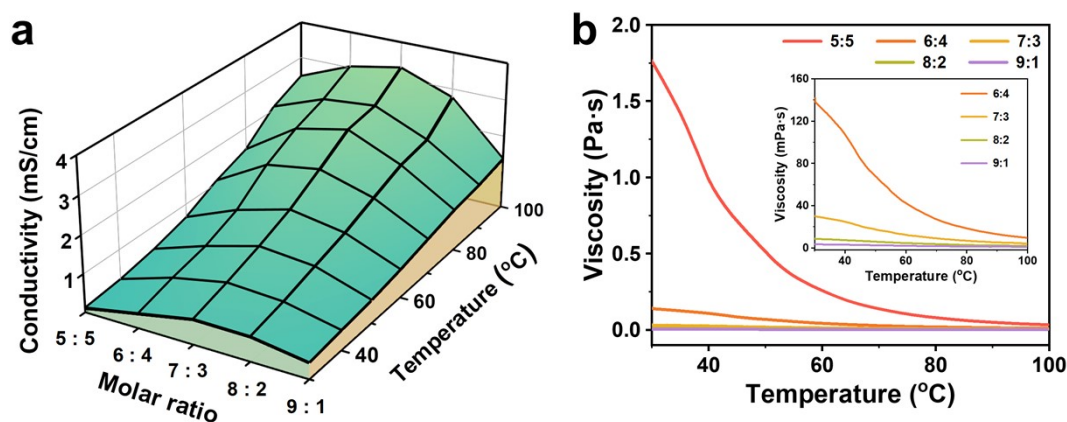 a
4
3
2
1
Conductivity (mS/cm)
5 : 5
6 : 4
7 : 3
8 : 2
9 : 1
Molar ratio
40
60
80
100
Temperature (°C)
b
2.0
1.5
1.0
0.5
0.0
Viscosity (Pa·s)
40 60 80 100
Temperature (°C)
5:5 6:4 7:3
8:2 9:1
160
120
80
40
0
Viscosity (mPa·s)
40 60 80 100
Temperature (°C)
6:4
7:3
8:2
9:1